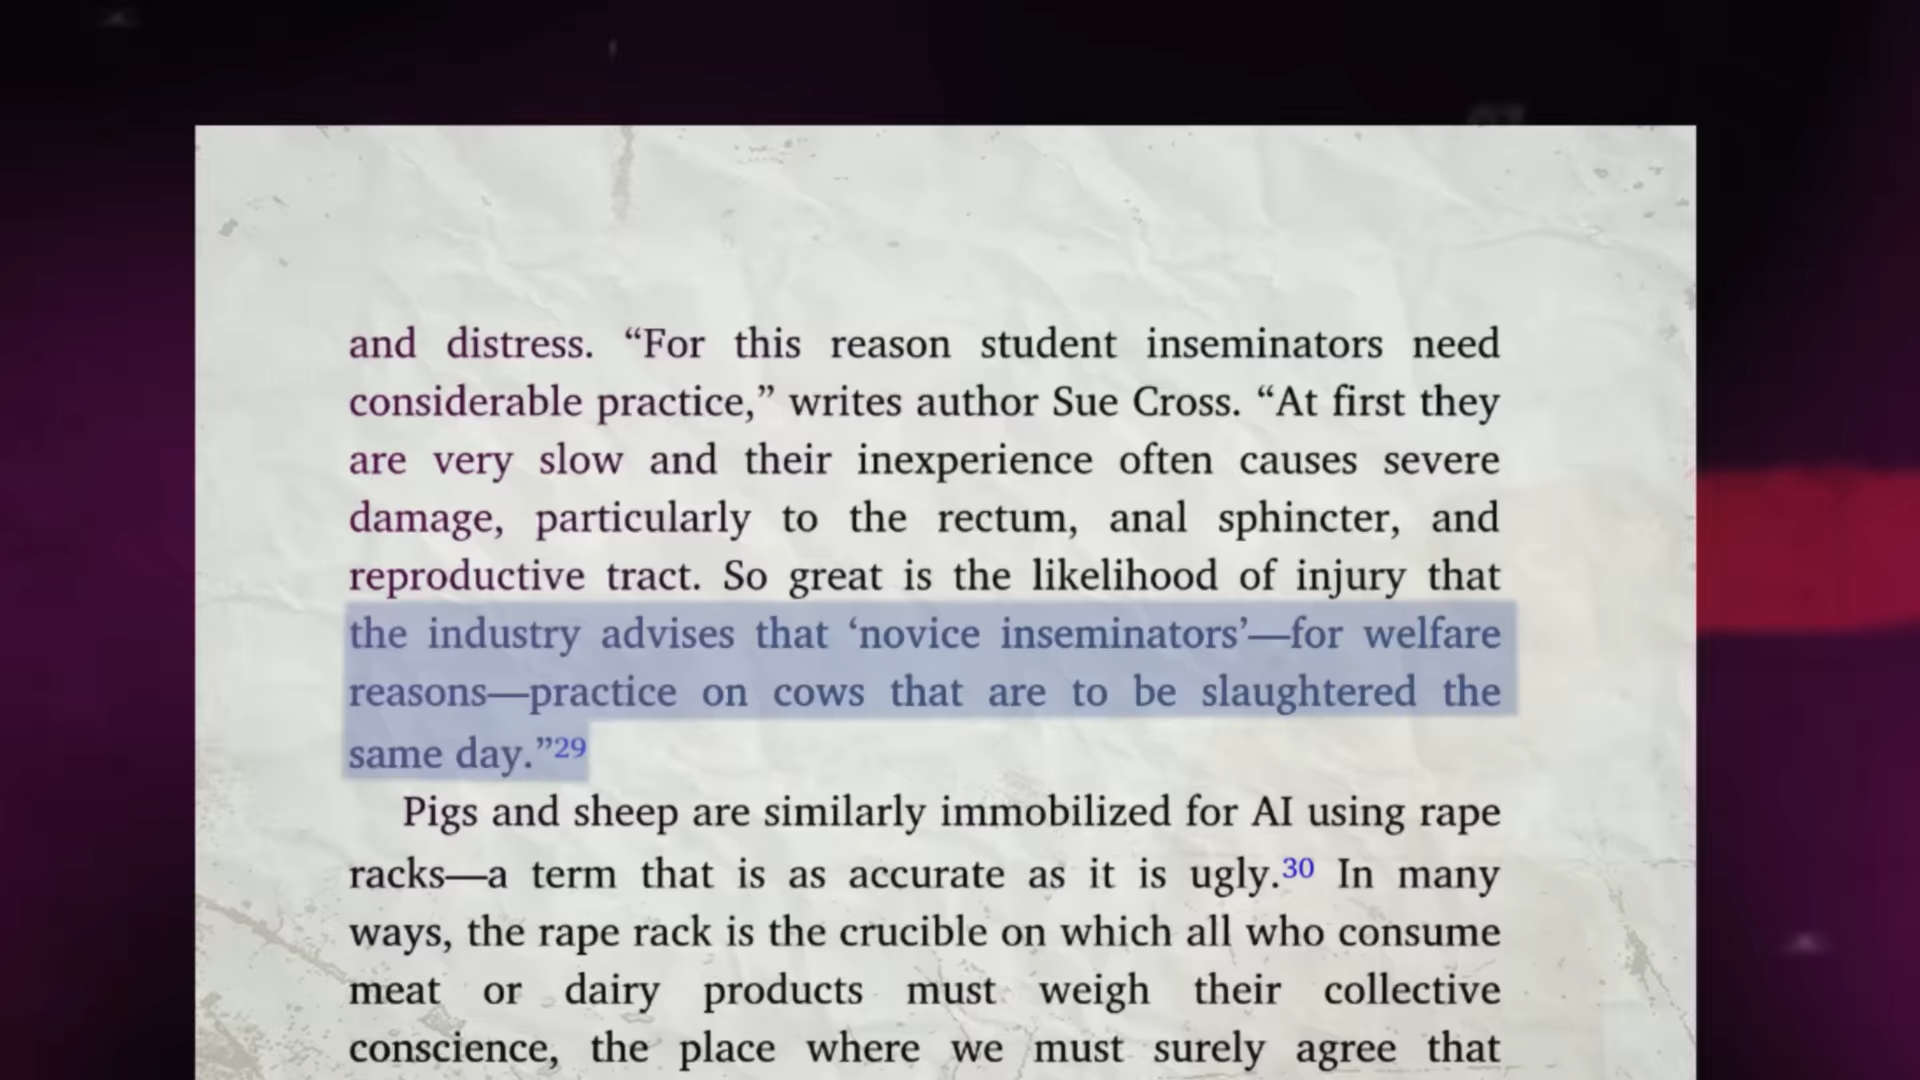 and distress. “For this reason student inseminators need
considerable practice,” writes author Sue Cross. “At first they
are very slow and their inexperience often causes severe
damage, particularly to the rectum, anal sphincter, and
reproductive tract. So great is the likelihood of injury that
the industry advises that ‘novice inseminators’—for welfare
reasons—practice on cows that are to be slaughtered the
same day.”29
Pigs and sheep are similarly immobilized for AI using rape
racks—a term that is as accurate as it is ugly.30 In many
ways, the rape rack is the crucible on which all who consume
meat or dairy products must weigh their collective
conscience, the place where we must surely agree that